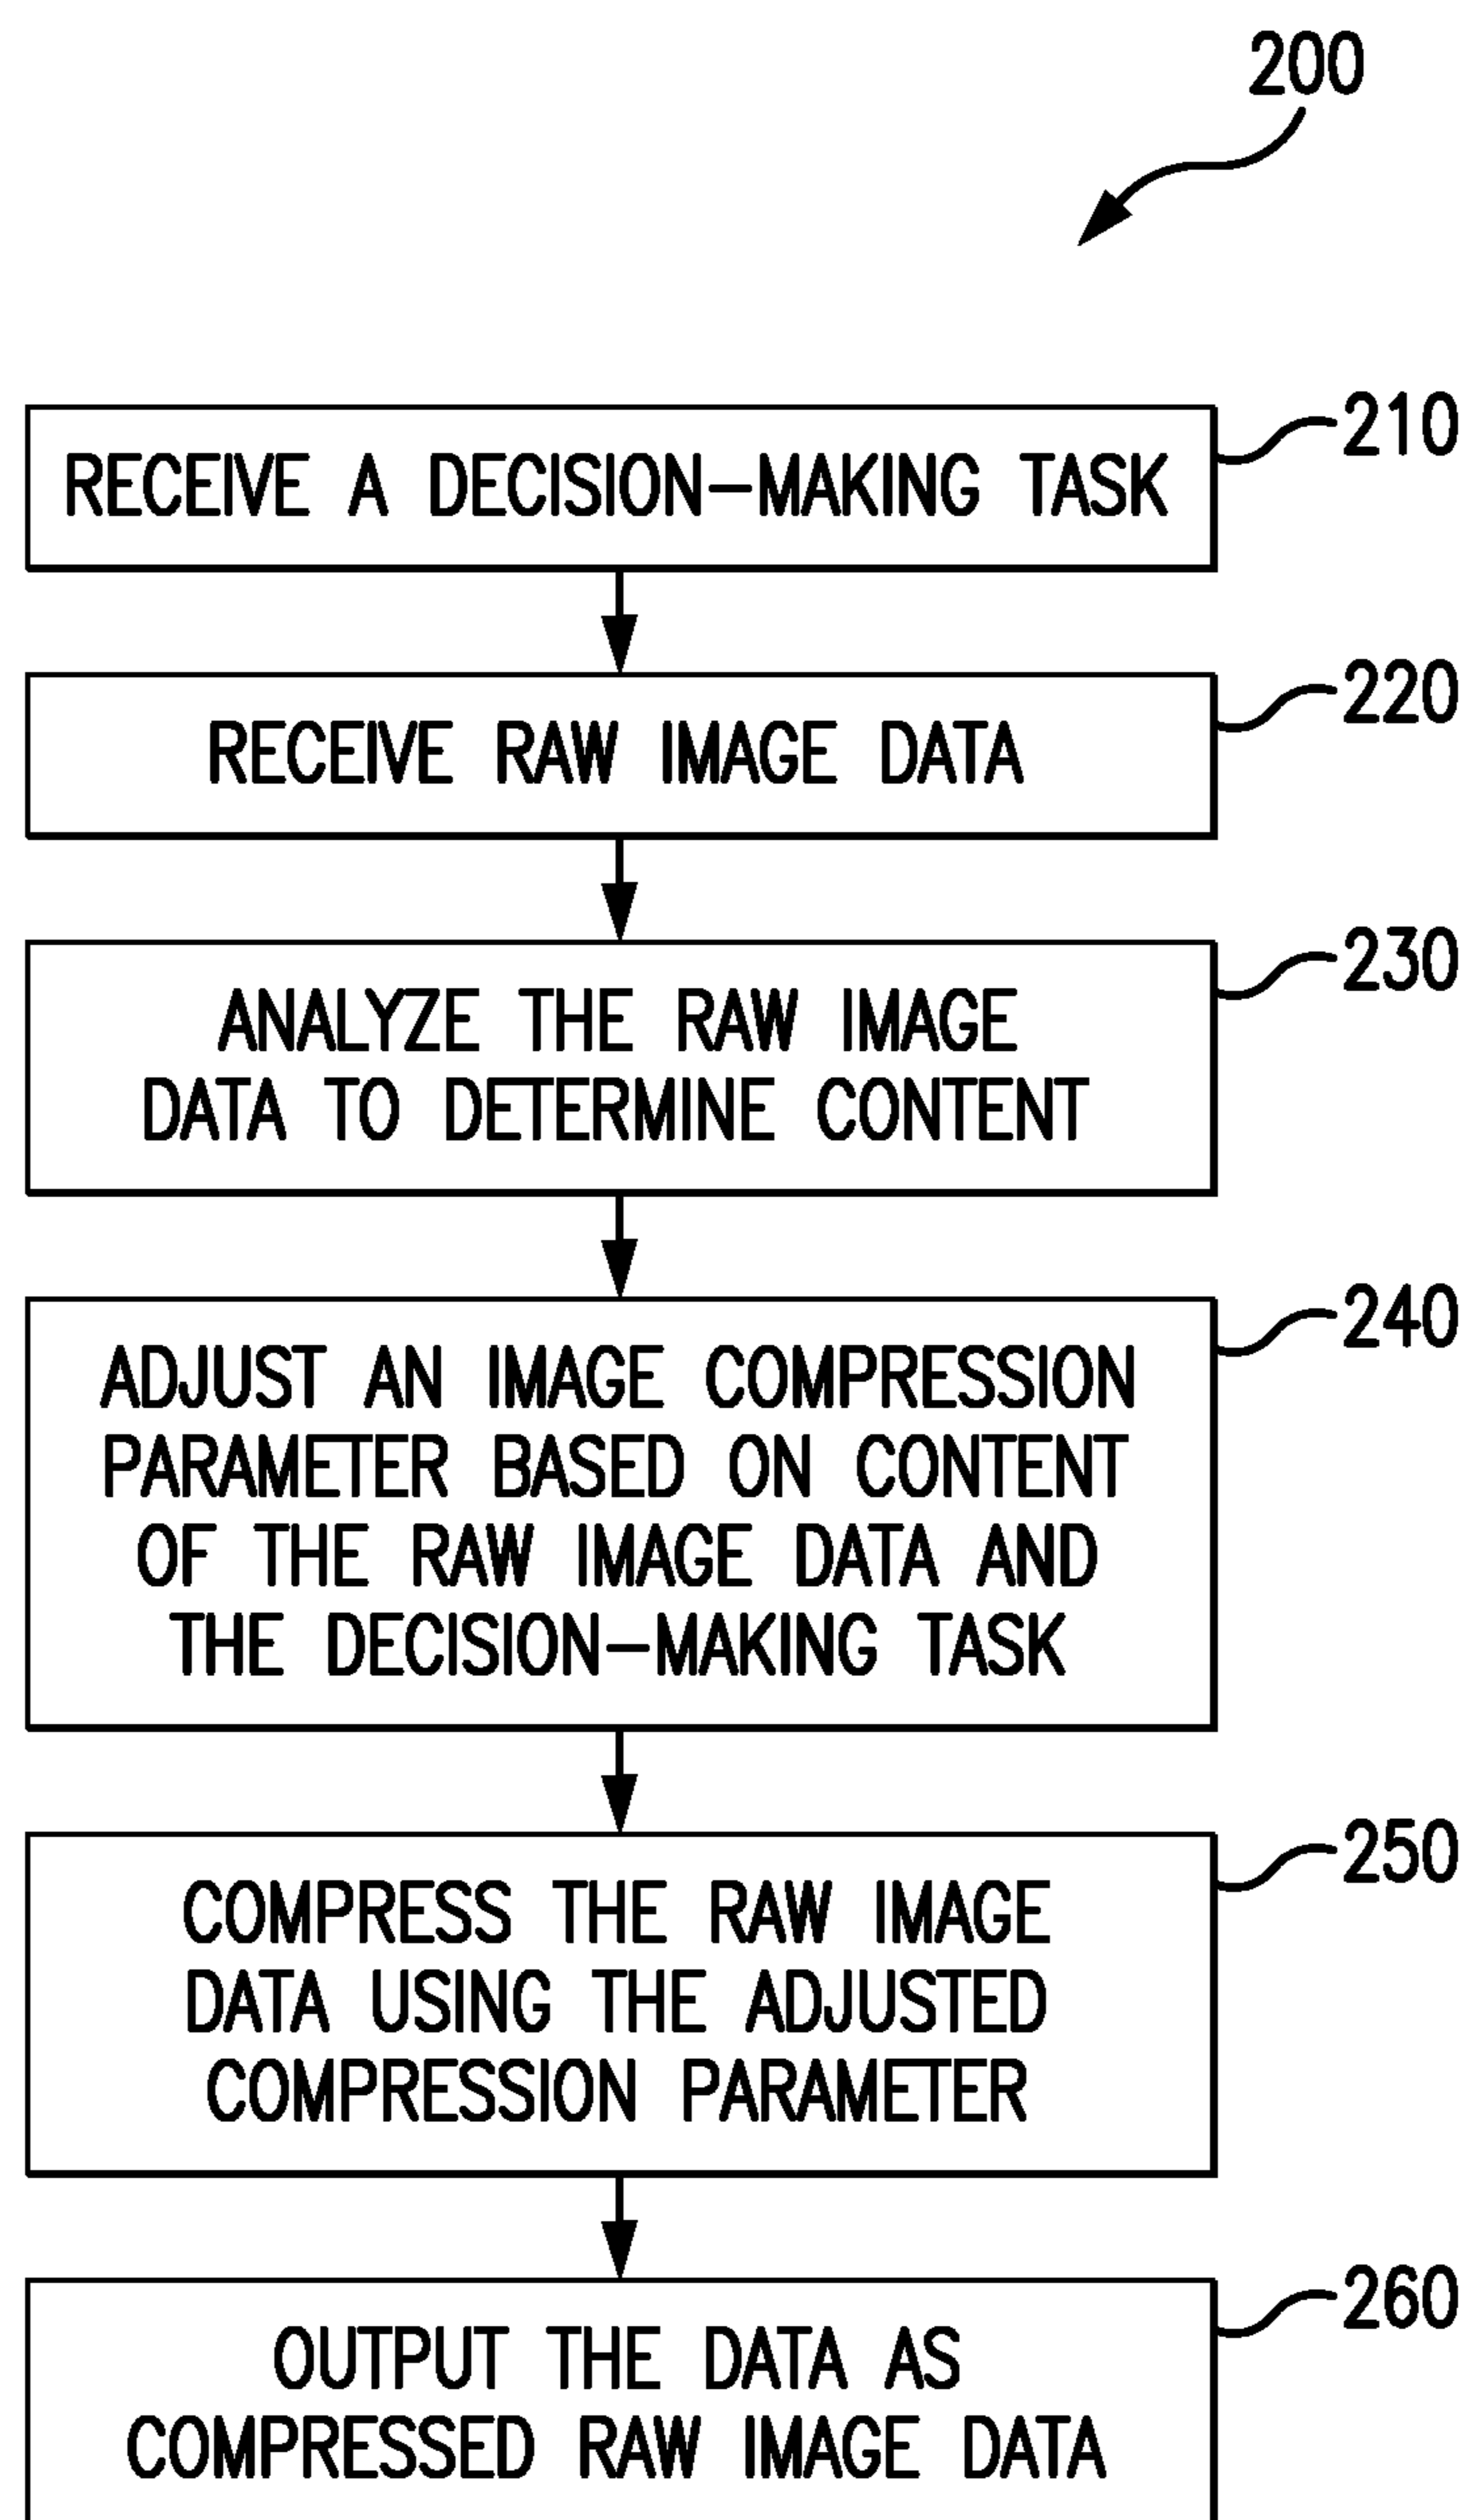 200
RECEIVE A DECISION-MAKING TASK
210
RECEIVE RAW IMAGE DATA
220
ANALYZE THE RAW IMAGE
DATA TO DETERMINE CONTENT
230
ADJUST AN IMAGE COMPRESSION
PARAMETER BASED ON CONTENT
OF THE RAW IMAGE DATA AND
THE DECISION-MAKING TASK
240
COMPRESS THE RAW IMAGE
DATA USING THE ADJUSTED
COMPRESSION PARAMETER
250
OUTPUT THE DATA AS
COMPRESSED RAW IMAGE DATA
260